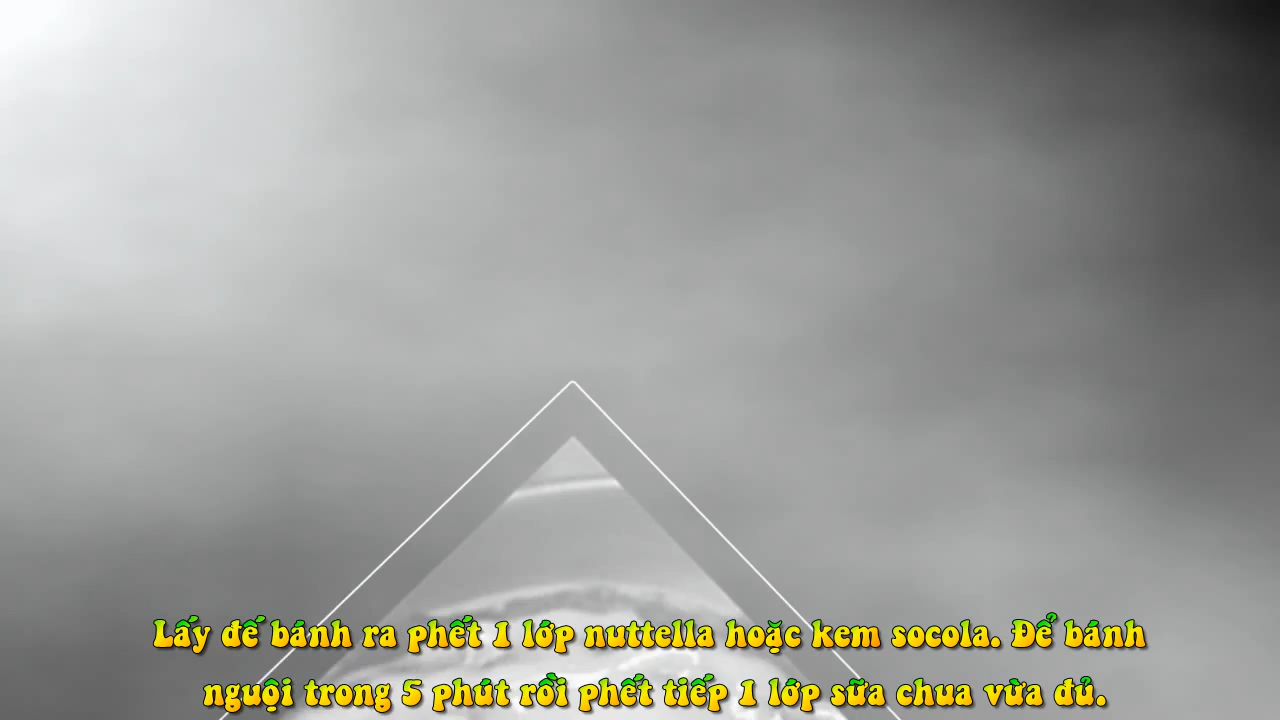 Lấy đế bánh ra phết 1 lớp nuttella hoặc kem socola. Để bánh
nguội trong 5 phút rồi phết tiếp 1 lớp sữa chua vừa đủ.